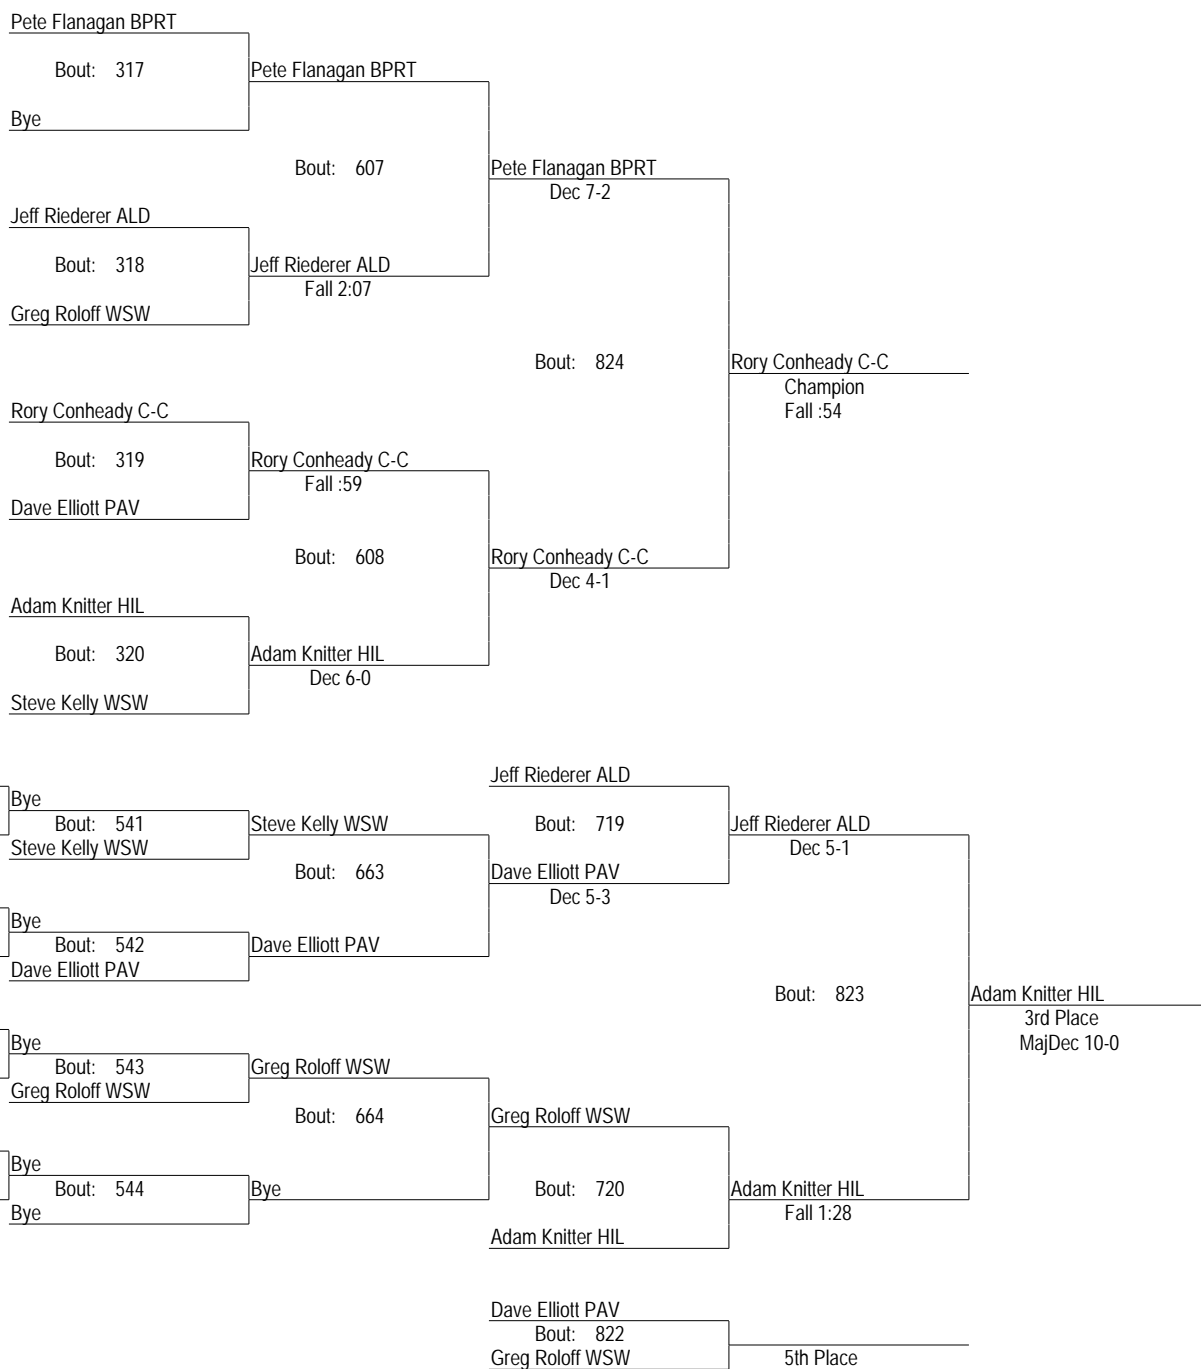 Pete Flanagan BPRT
Bout: 317
Pete Flanagan BPRT
Bye
Bout: 607
Pete Flanagan BPRT
Dec 7-2
Jeff Riederer ALD
Bout: 318
Jeff Riederer ALD
Fall 2:07
Greg Roloff WSW
Bout: 824
Rory Conheady C-C
Champion
Fall :54
Rory Conheady C-C
Bout: 319
Rory Conheady C-C
Fall :59
Dave Elliott PAV
Bout: 608
Rory Conheady C-C
Dec 4-1
Adam Knitter HIL
Bout: 320
Adam Knitter HIL
Dec 6-0
Steve Kelly WSW
Jeff Riederer ALD
Bye
Bout: 541
Steve Kelly WSW
Bout: 719
Jeff Riederer ALD
Steve Kelly WSW
Dec 5-1
Bout: 663
Dave Elliott PAV
Dec 5-3
Bye
Bout: 542
Dave Elliott PAV
Dave Elliott PAV
Bout: 823
Adam Knitter HIL
3rd Place
MajDec 10-0
Bye
Bout: 543
Greg Roloff WSW
Greg Roloff WSW
Bout: 664
Greg Roloff WSW
Bye
Bout: 544
Bye
Bout: 720
Adam Knitter HIL
Bye
Fall 1:28
Adam Knitter HIL
Dave Elliott PAV
Bout: 822
Greg Roloff WSW
5th Place